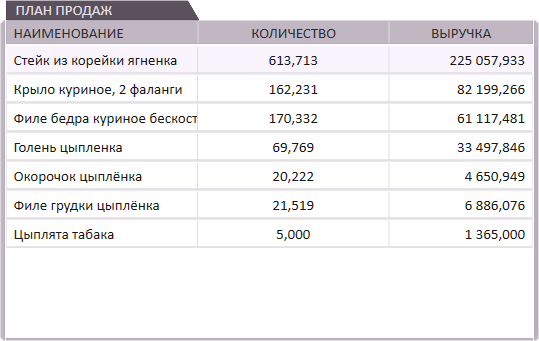 ПЛАН ПРОДАЖ
НАИМЕНОВАНИЕ КОЛИЧЕСТВО ВЫРУЧКА
Стейк из корейки ягненка 613,713 225 057,933
Крыло куриное, 2 фаланги 162,231 82 199,266
Филе бедра куриное бескост 170,332 61 117,481
Голень цыпленка 69,769 33 497,846
Окорочок цыплёнка 20,222 4 650,949
Филе грудки цыплёнка 21,519 6 886,076
Цыплята табака 5,000 1 365,000